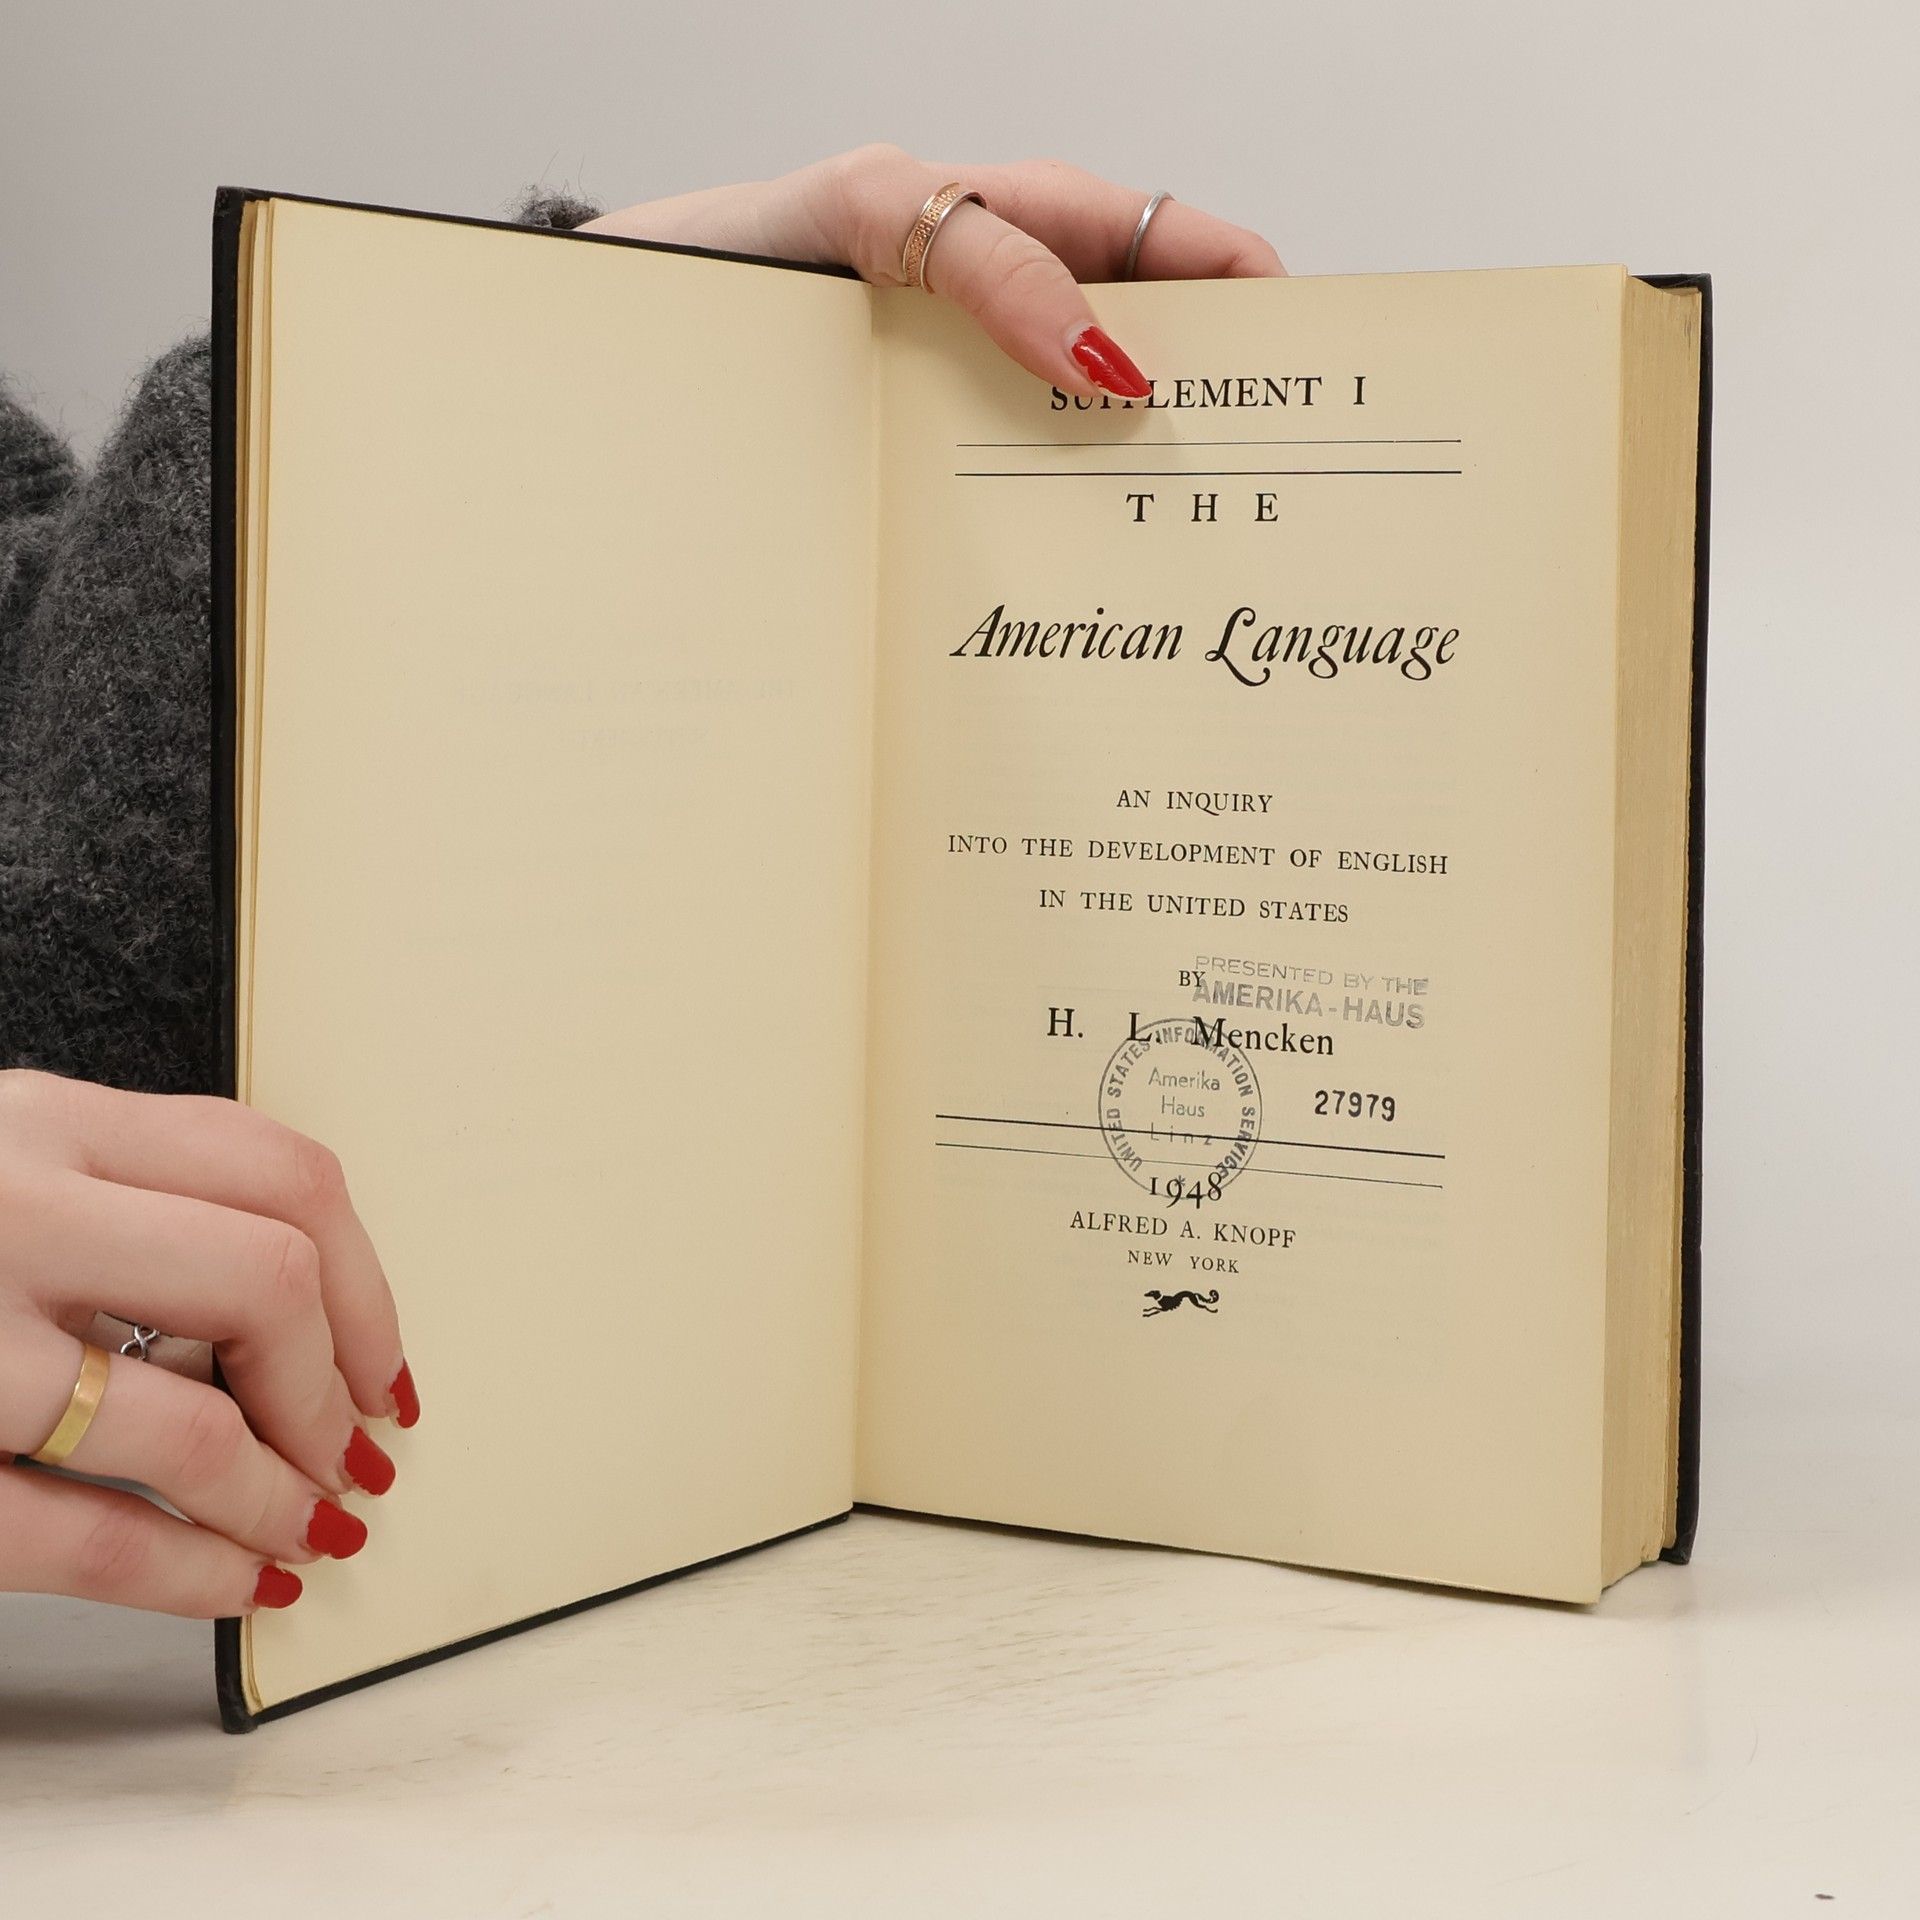 SUPPLEMENT I
THE
American Language
AN INQUIRY
INTO THE DEVELOPMENT OF ENGLISH
IN THE UNITED STATES
BY
PRESENTED BY THE
AMERIKA-HAUS
H. L. Mencken
UNITED STATES INFORMATION SERVICE
Amerika
Haus
Linz
27979
1948
ALFRED A. KNOPF
NEW YORK